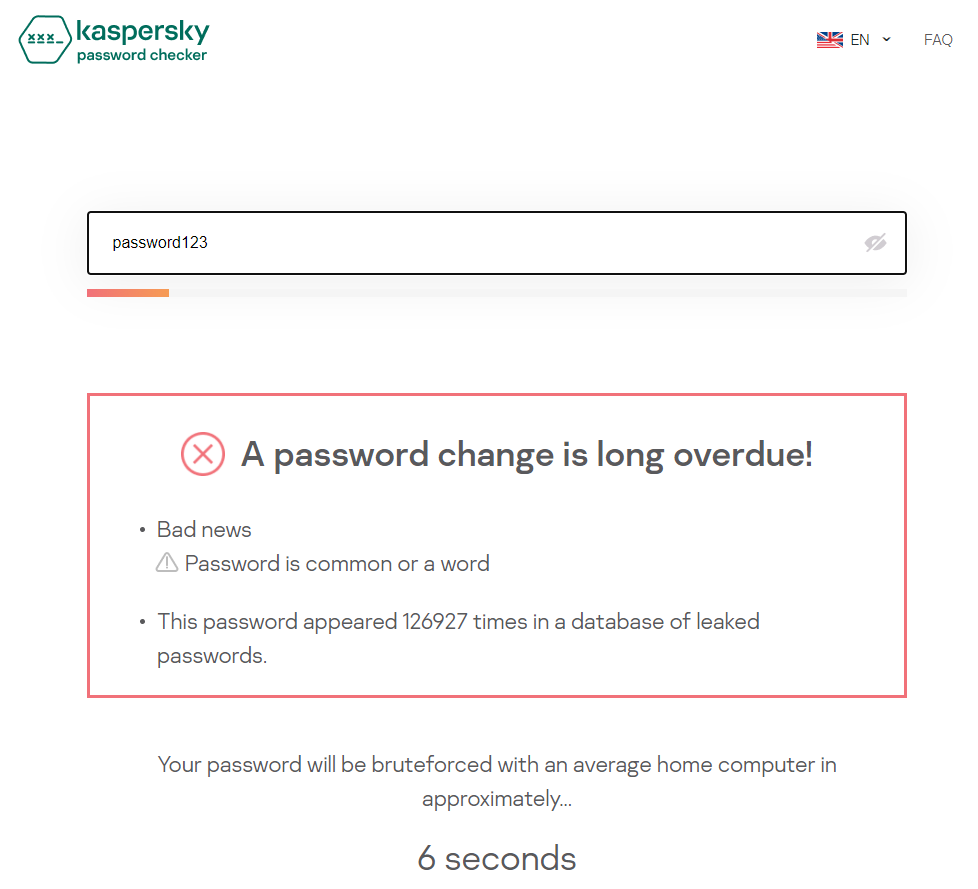 xxx_
kaspersky
password checker
EN
FAQ
password123
A password change is long overdue!
• Bad news
Password is common or a word
• This password appeared 126927 times in a database of leaked
passwords.
Your password will be bruteforced with an average home computer in
approximately...
6 seconds